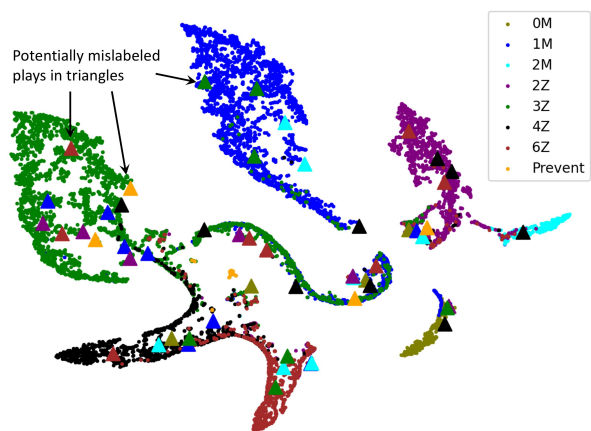 Potentially mislabeled
plays in triangles
0M
1M
2M
2Z
3Z
4Z
6Z
Prevent